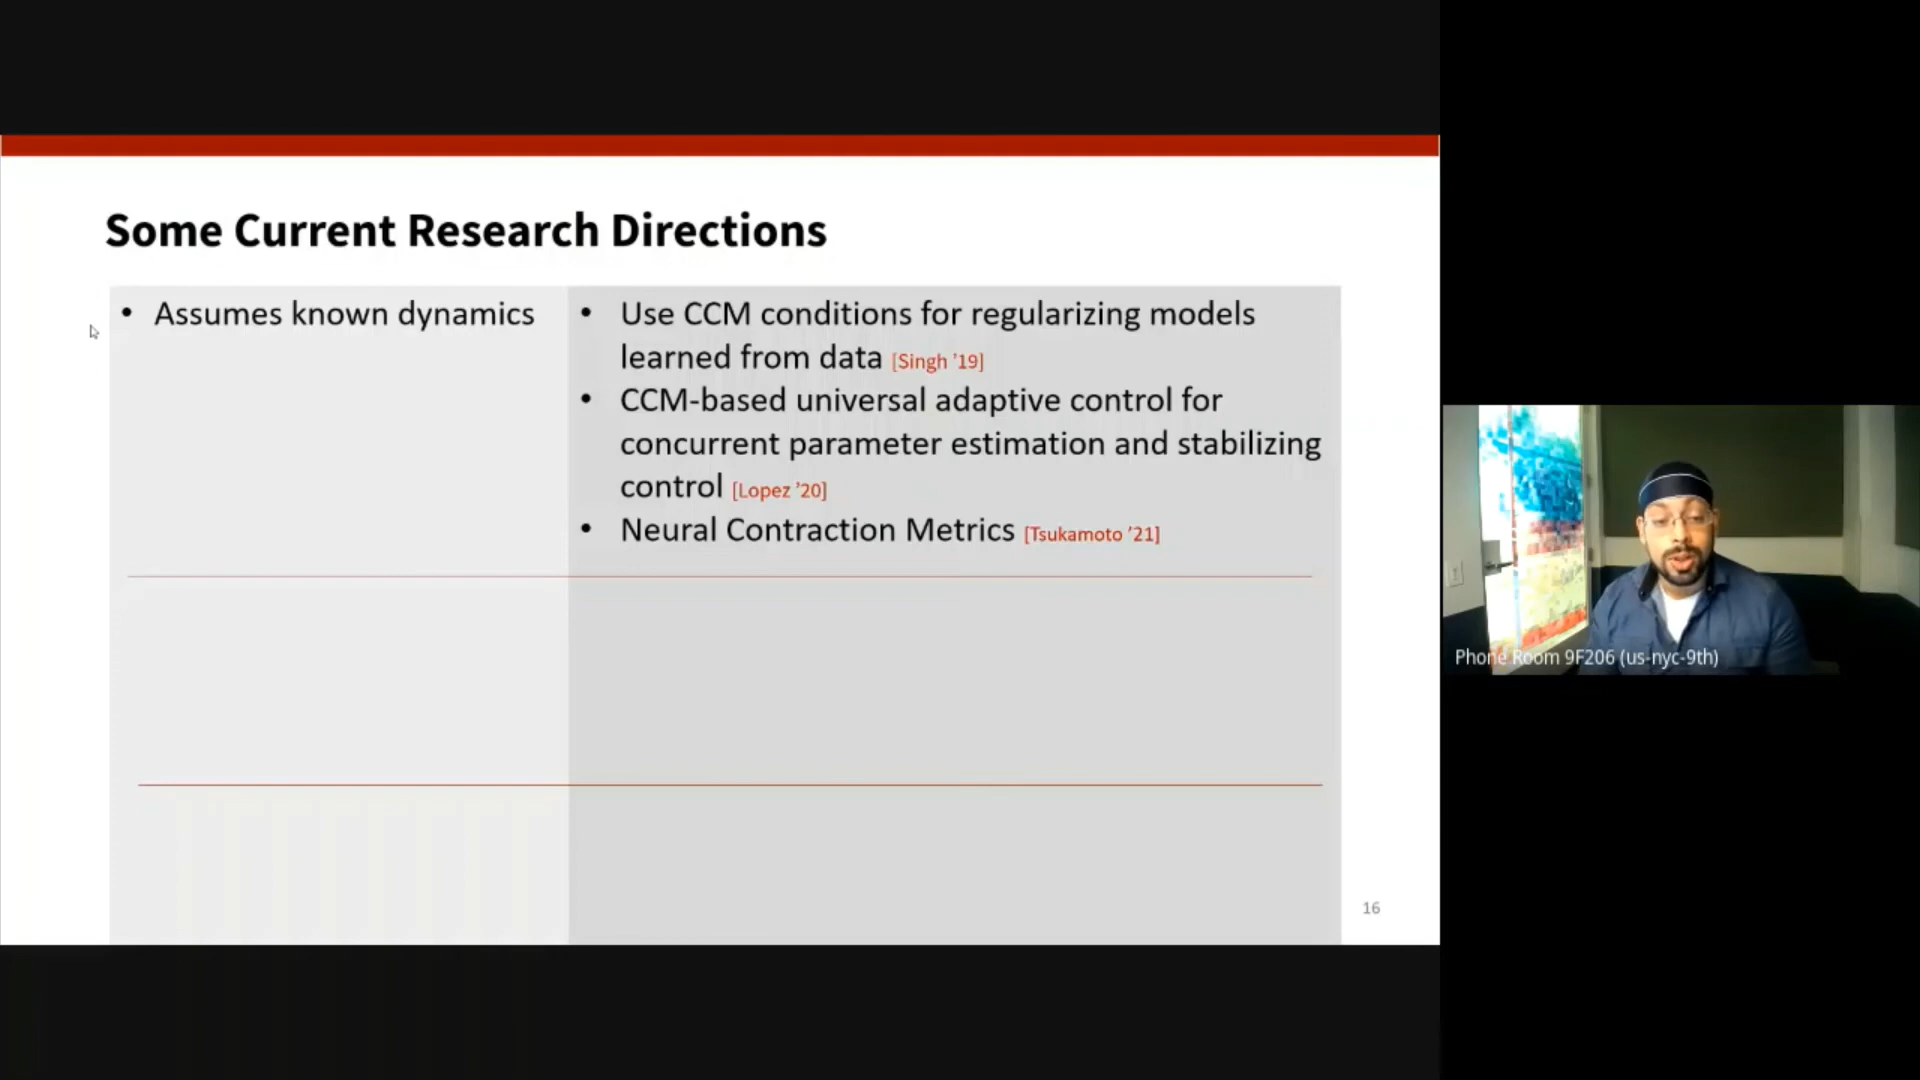 Some Current Research Directions
• Assumes known dynamics
• Use CCM conditions for regularizing models
learned from data [Singh ’19]
• CCM-based universal adaptive control for
concurrent parameter estimation and stabilizing
control [Lopez ’20]
• Neural Contraction Metrics [Tsukamoto ’21]
16
Phone Room 9F206 (us-nyc-9th)